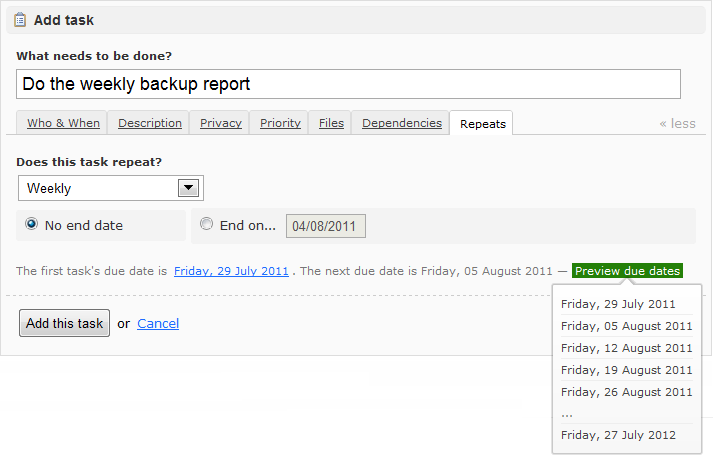 Add task
What needs to be done?
Do the weekly backup report
Who & When Description Privacy Priority Files Dependencies Repeats « less
Does this task repeat?
Weekly
No end date End on... 04/08/2011
The first task's due date is Friday, 29 July 2011 . The next due date is Friday, 05 August 2011 — Preview due dates
Add this task or Cancel
Friday, 29 July 2011
Friday, 05 August 2011
Friday, 12 August 2011
Friday, 19 August 2011
Friday, 26 August 2011
...
Friday, 27 July 2012